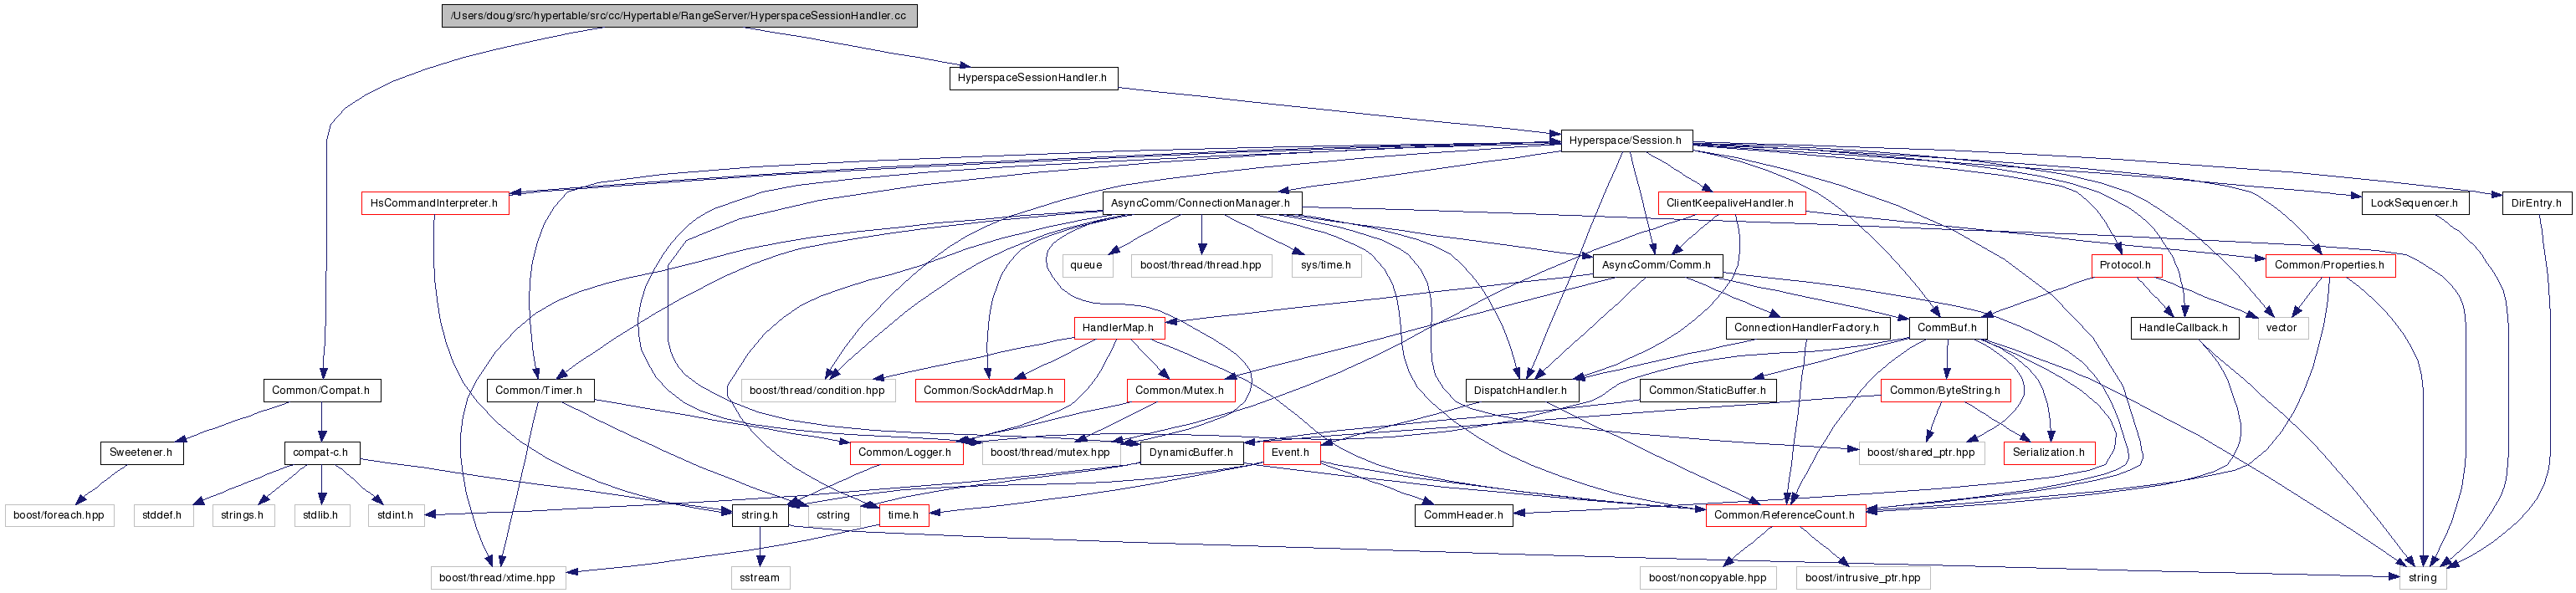 /Users/doug/src/hypertable/src/cc/Hypertable/RangeServer/HyperspaceSessionHandler.cc
HyperspaceSessionHandler.h
Hyperspace/Session.h
HsCommandInterpreter.h
AsyncComm/ConnectionManager.h
ClientKeepaliveHandler.h
LockSequencer.h
DirEntry.h
queue
boost/thread/thread.hpp
sys/time.h
AsyncComm/Comm.h
Protocol.h
Common/Properties.h
HandlerMap.h
ConnectionHandlerFactory.h
CommBuf.h
HandleCallback.h
vector
Common/Compat.h
Common/Timer.h
boost/thread/condition.hpp
Common/SockAddrMap.h
Common/Mutex.h
DispatchHandler.h
Common/StaticBuffer.h
Common/ByteString.h
Sweetener.h
compat-c.h
Common/Logger.h
boost/thread/mutex.hpp
DynamicBuffer.h
Event.h
boost/shared_ptr.hpp
Serialization.h
boost/foreach.hpp
stddef.h
strings.h
stdlib.h
stdint.h
string.h
cstring
time.h
CommHeader.h
Common/ReferenceCount.h
boost/thread/xtime.hpp
sstream
boost/noncopyable.hpp
boost/intrusive_ptr.hpp
string